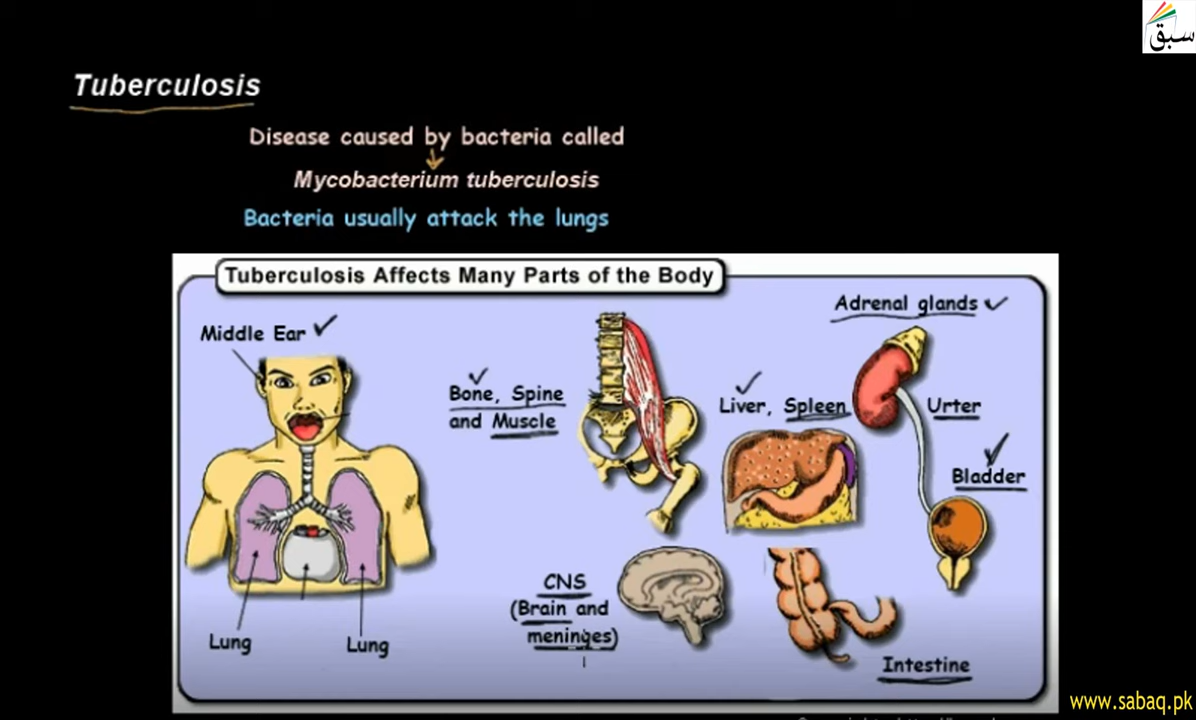 سبق
Tuberculosis
Disease caused by bacteria called
Mycobacterium tuberculosis
Bacteria usually attack the lungs
Tuberculosis Affects Many Parts of the Body
Middle Ear
Bone, Spine
and Muscle
Liver, Spleen
Adrenal glands
Urter
Bladder
CNS
(Brain and
meninges)
Lung
Lung
Intestine
www.sabaq.pk